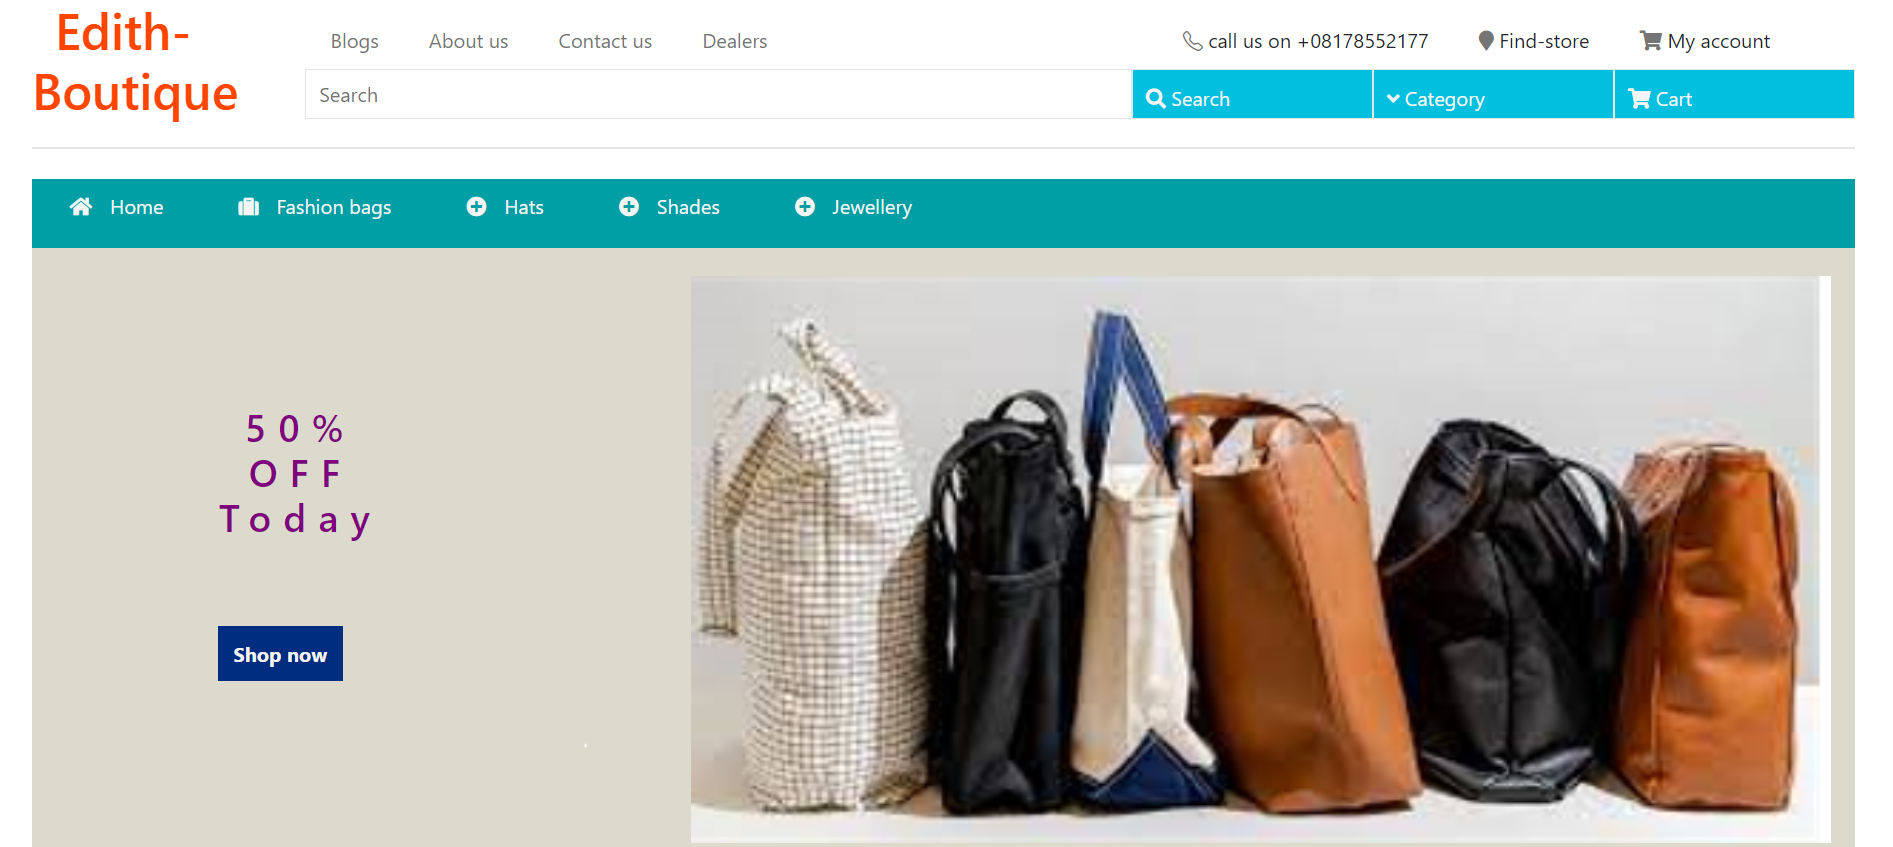 Edith-
Boutique
Blogs About us Contact us Dealers
call us on +08178552177 Find-store My account
Search
Search Category Cart
Home Fashion bags Hats Shades Jewellery
50%
OFF
Today
Shop now